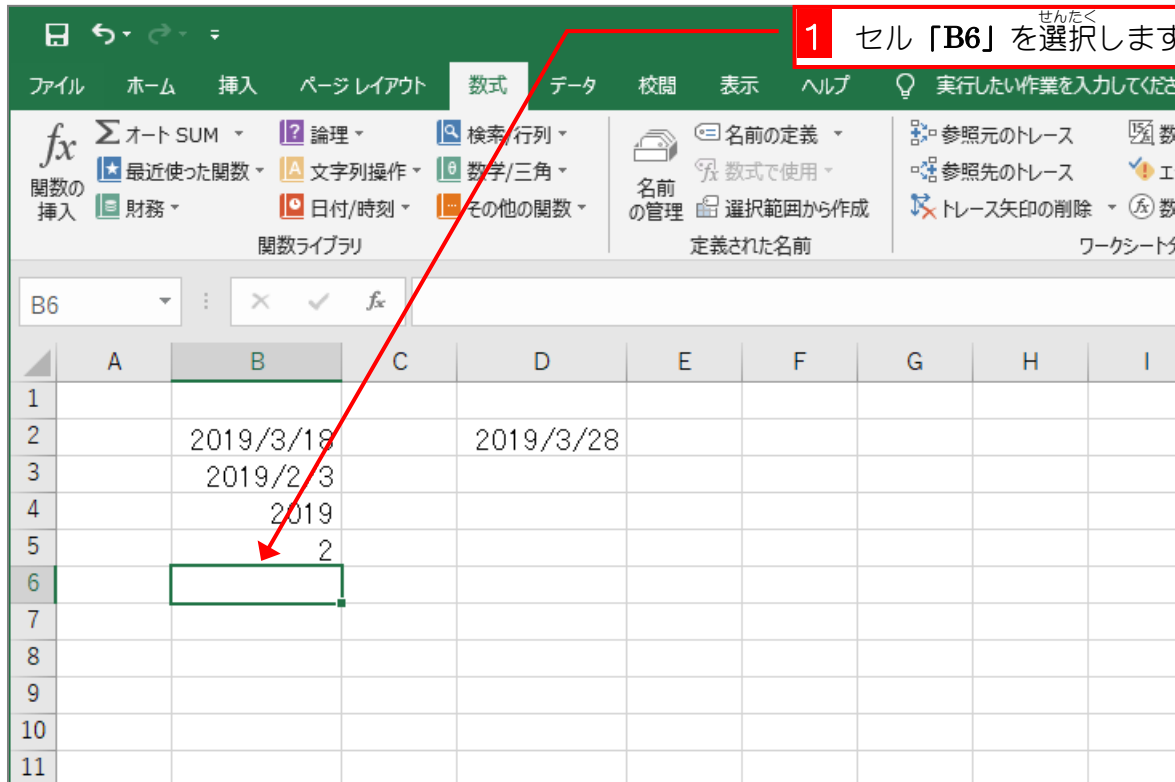 せんたく
1 セル「B6」を選択します
ファイル ホーム 挿入 ページ レイアウト 数式 データ 校閲 表示 ヘルプ 実行したい作業を入力してくださ
fx Σ オート SUM 論理 検索/行列 名前の定義 参照元のトレース 数
最近使った関数 文字列操作 数学/三角 数式で使用 参照先のトレース エ
関数の挿入 財務 日付/時刻 その他の関数 名前の管理 選択範囲から作成 トレース矢印の削除 数
関数ライブラリ 定義された名前 ワークシート分
B6 fx
A B C D E F G H I
1
2 2019/3/18 2019/3/28
3 2019/2/3
4 2019
5 2
6
7
8
9
10
11